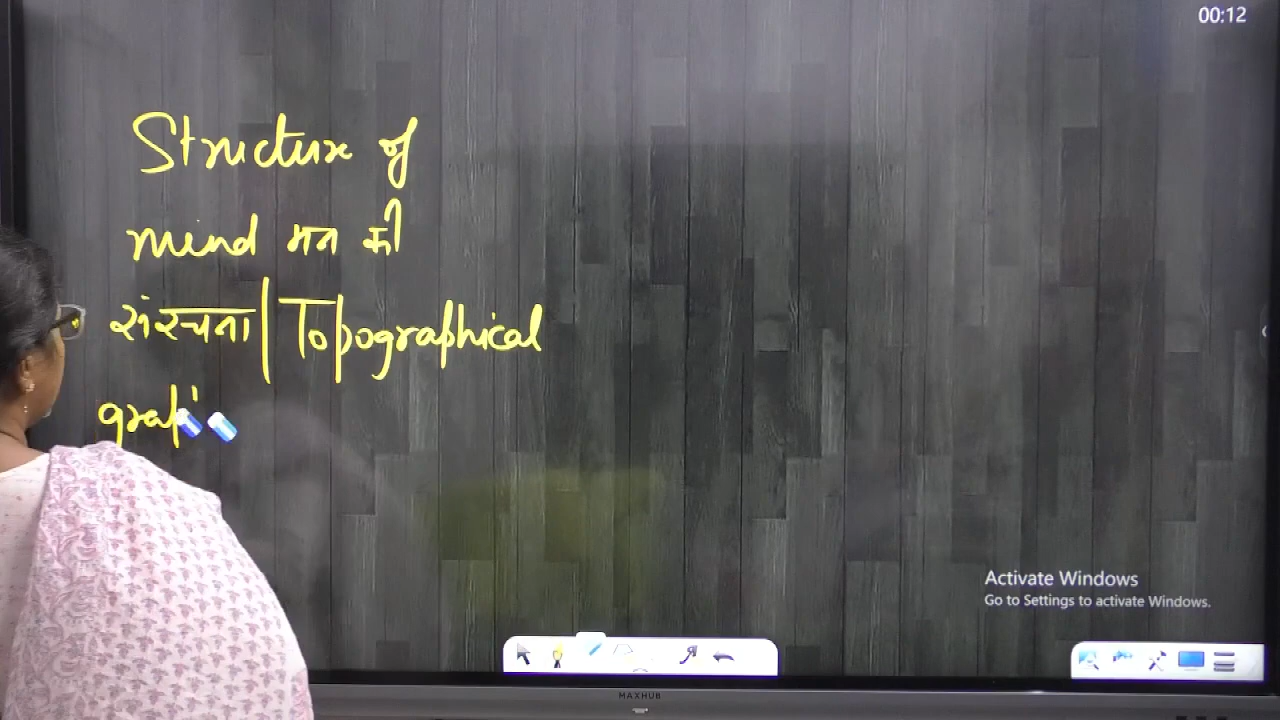 00:12
Structure of
mind मन की
संरचना | Topographical
Activate Windows
Go to Settings to activate Windows.
MAXHUB